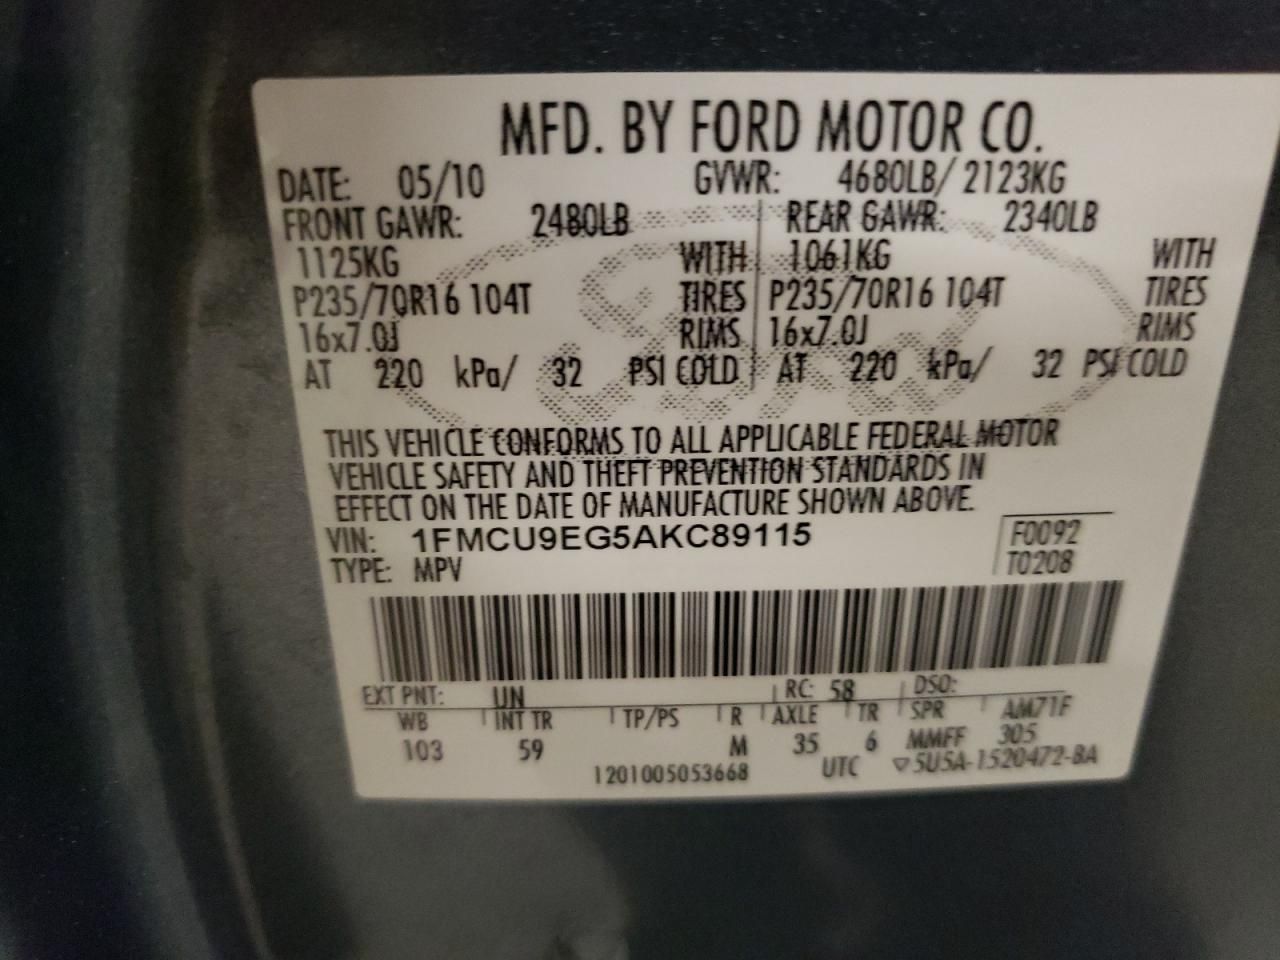 MFD. BY FORD MOTOR CO.
DATE: 05/10 GVWR: 4680LB/ 2123KG
FRONT GAWR: 2480LB REAR GAWR: 2340LB
1125KG WITH 1061KG WITH
P235/70R16 104T TIRES P235/70R16 104T TIRES
16x7.0J RIMS 16x7.0J RIMS
AT 220 kPa/ 32 PSI COLD AT 220 kPa/ 32 PSI COLD
THIS VEHICLE CONFORMS TO ALL APPLICABLE FEDERAL MOTOR
VEHICLE SAFETY AND THEFT PREVENTION STANDARDS IN
EFFECT ON THE DATE OF MANUFACTURE SHOWN ABOVE.
VIN: 1FMCU9EG5AKC89115 F0092
TYPE: MPV T0208
EXT PNT: UN RC: 58 DSO:
WB INT TR TP/PS R AXLE TR SPR AM71F
103 59 M 35 6 MMFF 305
1201005053668 UTC ▽5U5A-1520472-BA